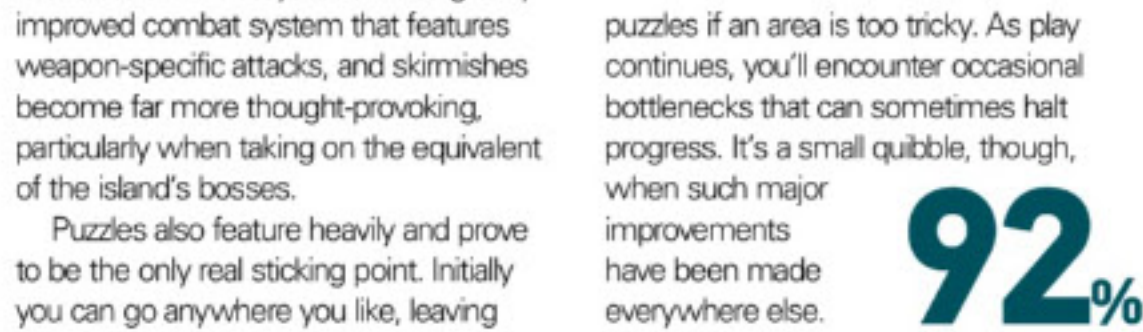 improved combat system that features
weapon-specific attacks, and skirmishes
become far more thought-provoking,
particularly when taking on the equivalent
of the island's bosses.
Puzzles also feature heavily and prove
to be the only real sticking point. Initially
you can go anywhere you like, leaving
puzzles if an area is too tricky. As play
continues, you'll encounter occasional
bottlenecks that can sometimes halt
progress. It's a small quibble, though,
when such major
improvements
have been made
everywhere else.
92%